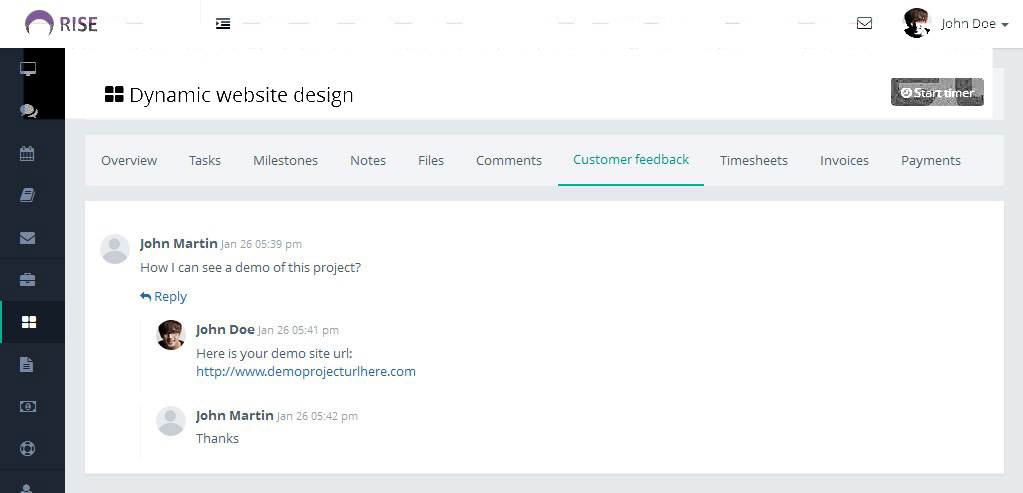 RISE
John Doe
Dynamic website design
Start timer
Overview Tasks Milestones Notes Files Comments Customer feedback Timesheets Invoices Payments
John Martin Jan 26 05:39 pm
How I can see a demo of this project?
Reply
John Doe Jan 26 05:41 pm
Here is your demo site url:
http://www.demoprojecturlhere.com
John Martin Jan 26 05:42 pm
Thanks